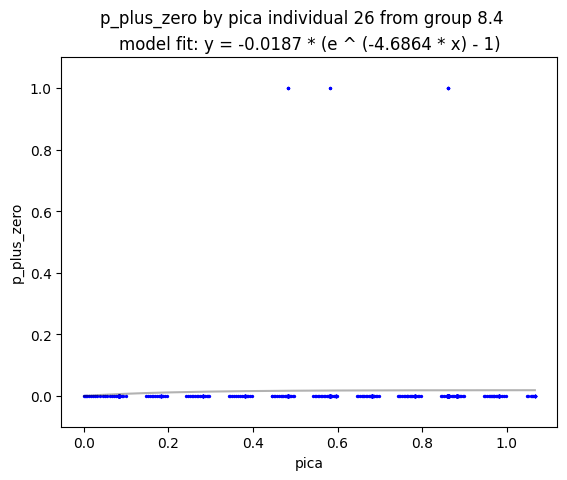 p_plus_zero by pica individual 26 from group 8.4
model fit: y = -0.0187 * (e ^ (-4.6864 * x) - 1)
1.0
0.8
0.6
0.4
0.2
0.0
p_plus_zero
0.0 0.2 0.4 0.6 0.8 1.0
pica